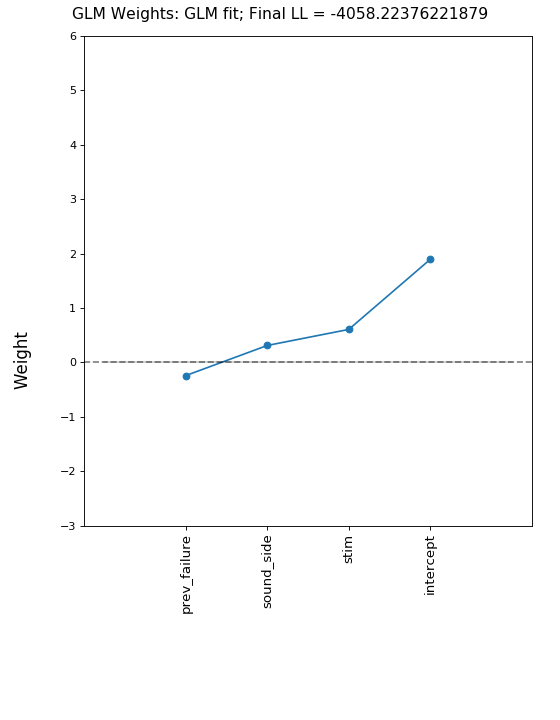 GLM Weights: GLM fit; Final LL = -4058.22376221879
6
5
4
3
2
1
0
−1
−2
−3
Weight
prev_failure
sound_side
stim
intercept